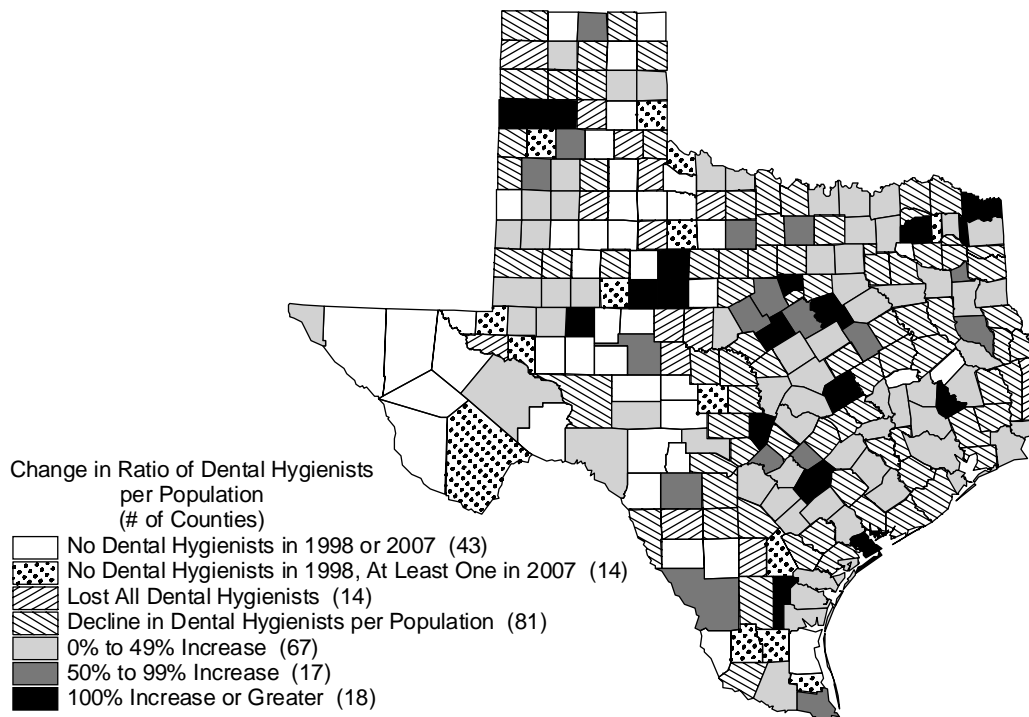 Change in Ratio of Dental Hygienists
per Population
(# of Counties)
No Dental Hygienists in 1998 or 2007 (43)
No Dental Hygienists in 1998, At Least One in 2007 (14)
Lost All Dental Hygienists (14)
Decline in Dental Hygienists per Population (81)
0% to 49% Increase (67)
50% to 99% Increase (17)
100% Increase or Greater (18)